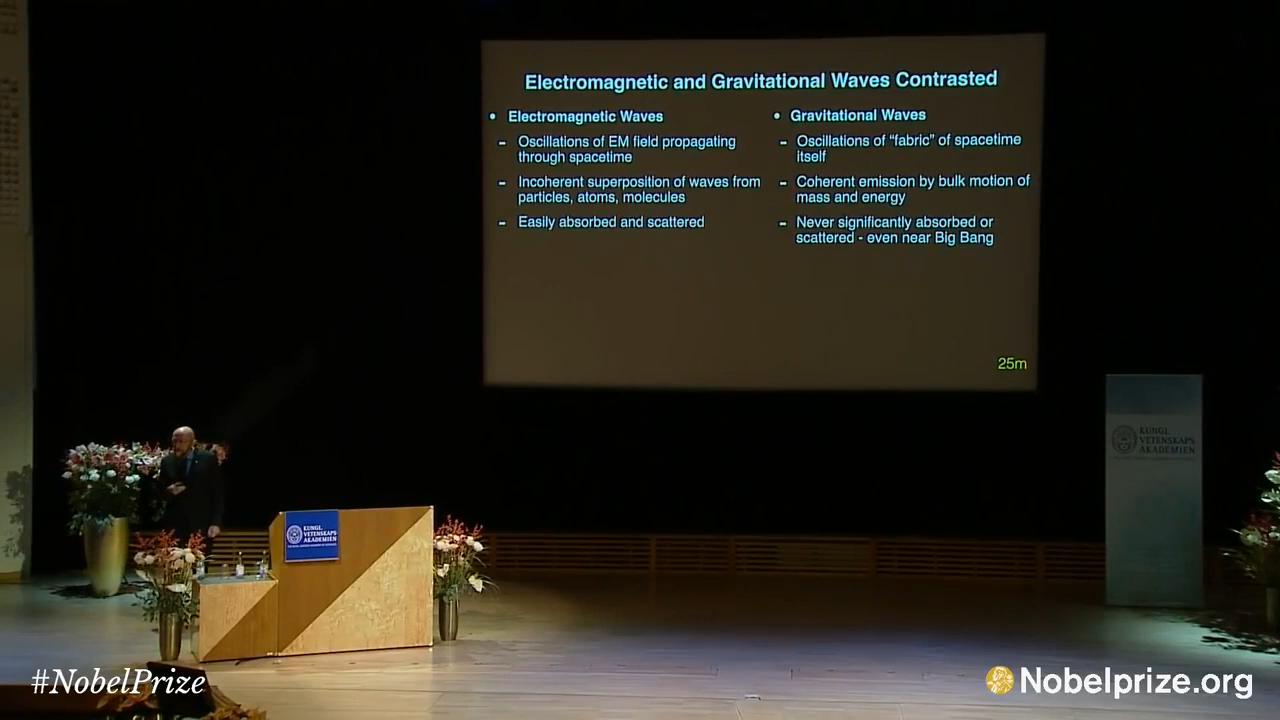 Electromagnetic and Gravitational Waves Contrasted
• Electromagnetic Waves
– Oscillations of EM field propagating
through spacetime
– Incoherent superposition of waves from
particles, atoms, molecules
– Easily absorbed and scattered
• Gravitational Waves
– Oscillations of “fabric” of spacetime
itself
– Coherent emission by bulk motion of
mass and energy
– Never significantly absorbed or
scattered - even near Big Bang
25m
KUNGL.
VETENSKAPS
AKADEMIEN
KUNGL.
VETENSKAPS
AKADEMIEN
#NobelPrize
Nobelprize.org